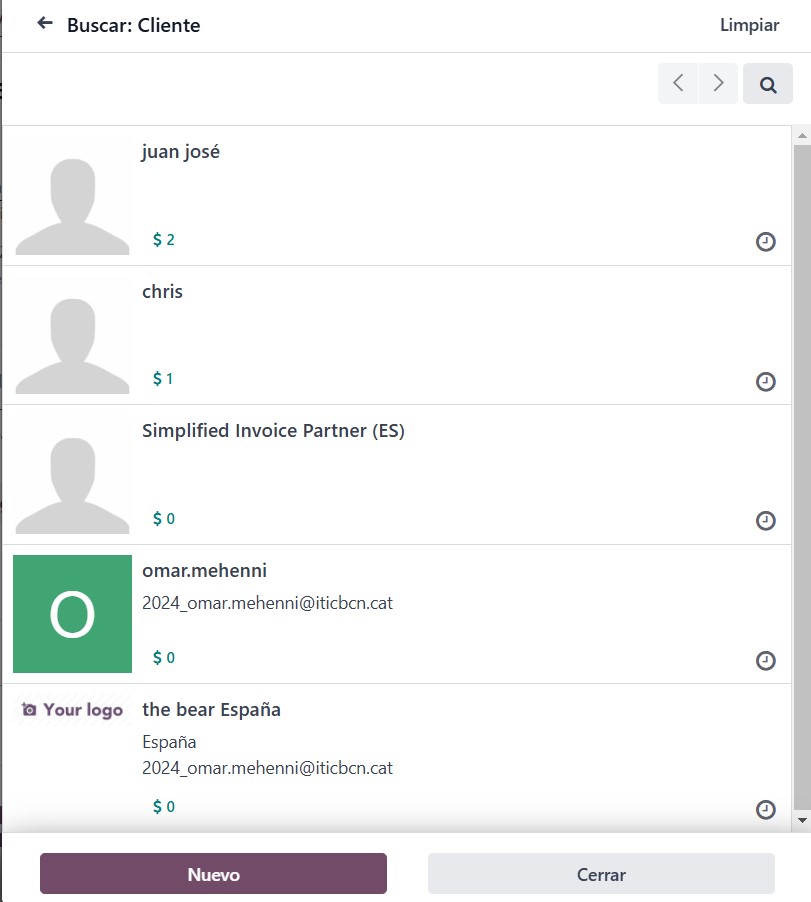 Buscar: Cliente
Limpiar
juan josé
$ 2
chris
$ 1
Simplified Invoice Partner (ES)
$ 0
O
omar.mehenni
2024_omar.mehenni@iticbcn.cat
$ 0
Your logo
the bear España
España
2024_omar.mehenni@iticbcn.cat
$ 0
Nuevo
Cerrar